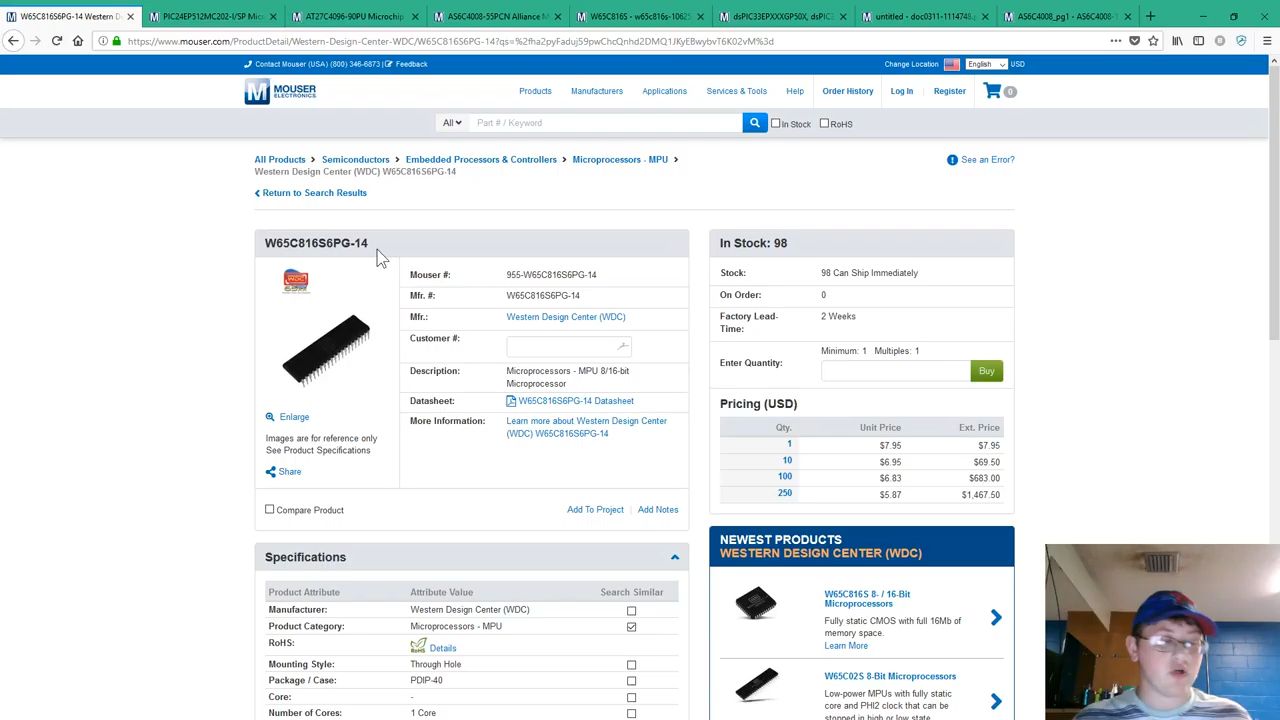 W65C816S6PG-14 Western D
PIC24EP512MC202-I/SP Mic
AT27C4096-90PU Microchip
AS6C4008-55PCN Alliance M
W65C816S - w65c816s-10625
dsPIC33EPXXXGP50X, dsPIC3
untitled - doc0311-1114748.p
AS6C4008_pg1 - AS6C4008-1
https://www.mouser.com/ProductDetail/Western-Design-Center-WDC/W65C816S6PG-14?qs=%2fha2pyFaduj59pwChcQnhd2DMQ1JKyEBwybvT6K02vM%3d
Contact Mouser (USA) (800) 346-6873 | Feedback
Change Location English USD
MOUSER ELECTRONICS
Products Manufacturers Applications Services & Tools Help Order History Log In Register 0
All Part # / Keyword In Stock RoHS
All Products > Semiconductors > Embedded Processors & Controllers > Microprocessors - MPU >
See an Error?
Western Design Center (WDC) W65C816S6PG-14
Return to Search Results
W65C816S6PG-14
Mouser #: 955-W65C816S6PG-14
Mfr. #: W65C816S6PG-14
Mfr.: Western Design Center (WDC)
Customer #:
Description: Microprocessors - MPU 8/16-bit
Microprocessor
Datasheet: W65C816S6PG-14 Datasheet
More Information: Learn more about Western Design Center
(WDC) W65C816S6PG-14
Enlarge
Images are for reference only
See Product Specifications
Share
Compare Product
Add To Project | Add Notes
In Stock: 98
Stock: 98 Can Ship Immediately
On Order: 0
Factory Lead-
Time: 2 Weeks
Minimum: 1 Multiples: 1
Enter Quantity: Buy
Pricing (USD)
Qty. Unit Price Ext. Price
1 $7.95 $7.95
10 $6.95 $69.50
100 $6.83 $683.00
250 $5.87 $1,467.50
Specifications
Product Attribute Attribute Value Search Similar
Manufacturer: Western Design Center (WDC)
Product Category: Microprocessors - MPU
RoHS: Details
Mounting Style: Through Hole
Package / Case: PDIP-40
Core: -
Number of Cores: 1 Core
NEWEST PRODUCTS
WESTERN DESIGN CENTER (WDC)
W65C816S 8- / 16-Bit
Microprocessors
Fully static CMOS with full 16Mb of
memory space.
Learn More
W65C02S 8-Bit Microprocessors
Low-power MPUs with fully static
core and PHI2 clock that can be
stopped in high or low state.